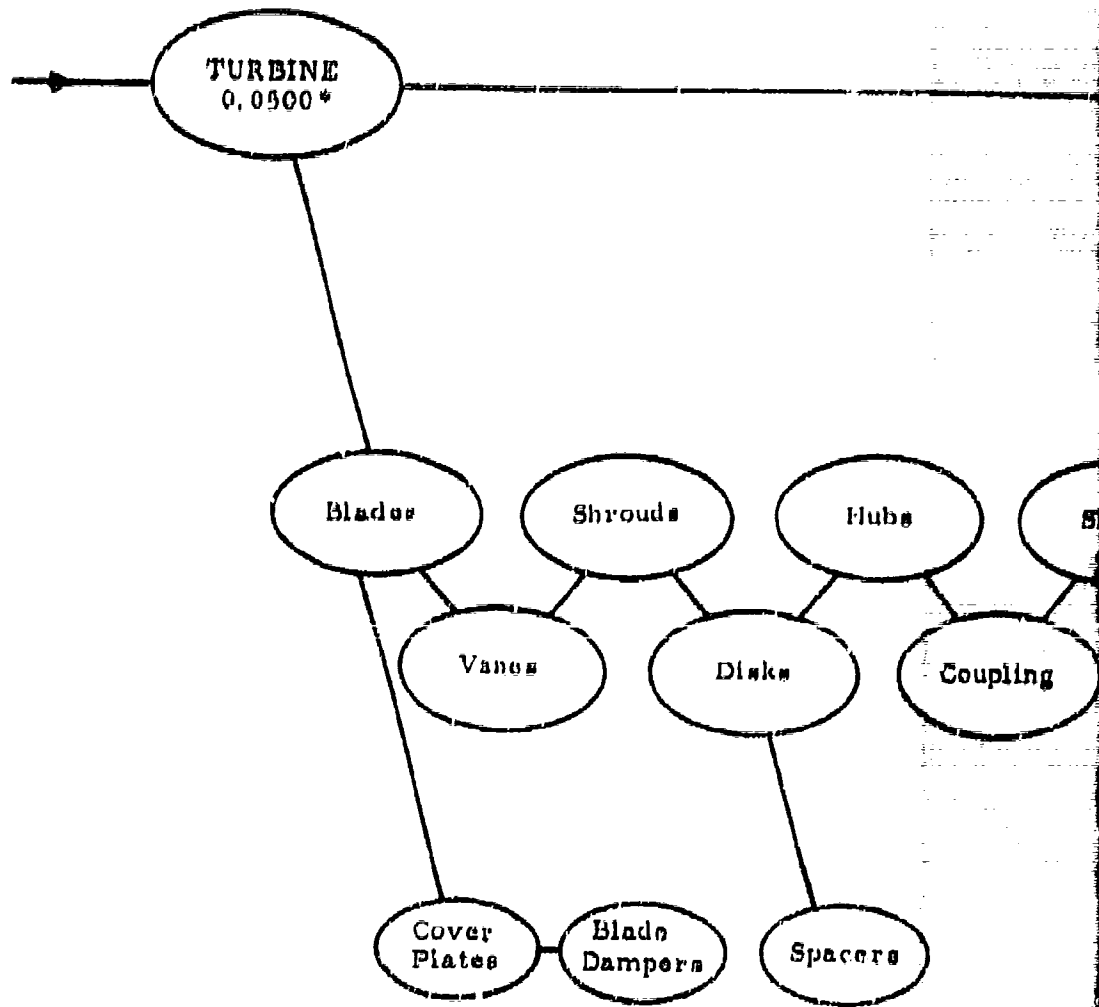 TURBINE
0.0500*
Blades
Shrouds
Hubs
Vanes
Disks
Coupling
Cover
Plates
Blade
Dampers
Spacers